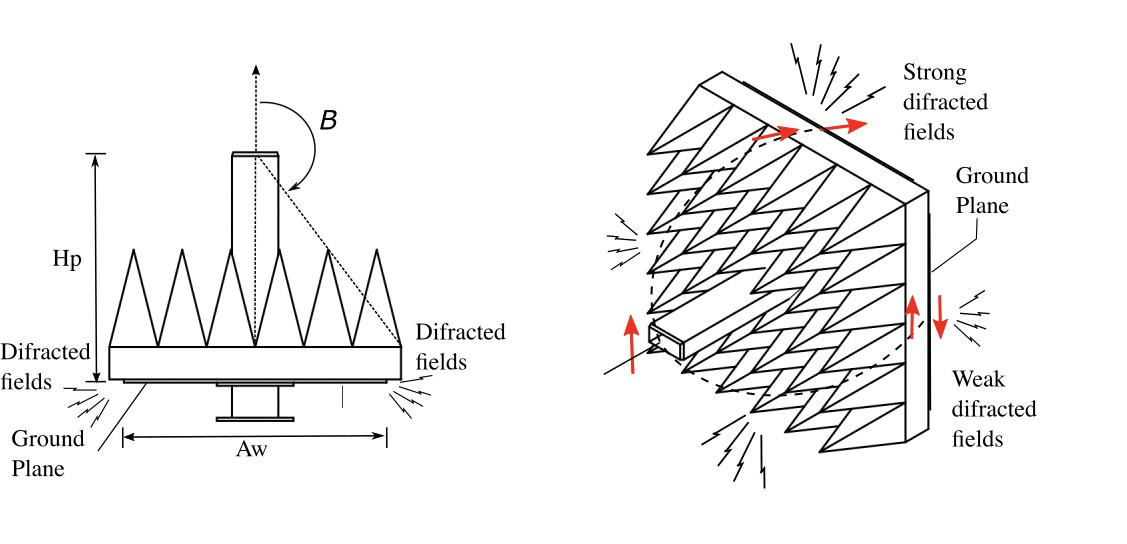 B
Hp
Difracted
fields
Difracted
fields
Ground
Plane
Aw
Strong
difracted
fields
Ground
Plane
Weak
difracted
fields